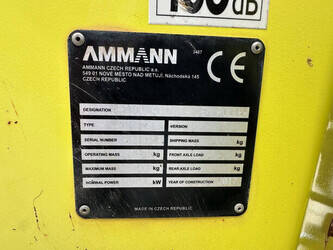 100 dB
AMMANN
AMMANN CZECH REPUBLIC a.s.
549 01 NOVÉ MĚSTO NAD METUJÍ, Náchodská 145
CZECH REPUBLIC
CE
DESIGNATION
TYPE VERSION
SERIAL NUMBER SHIPPING MASS kg
OPERATING MASS kg FRONT AXLE LOAD kg
MAXIMUM MASS kg REAR AXLE LOAD kg
NOMINAL POWER kW YEAR OF CONSTRUCTION
MADE IN CZECH REPUBLIC